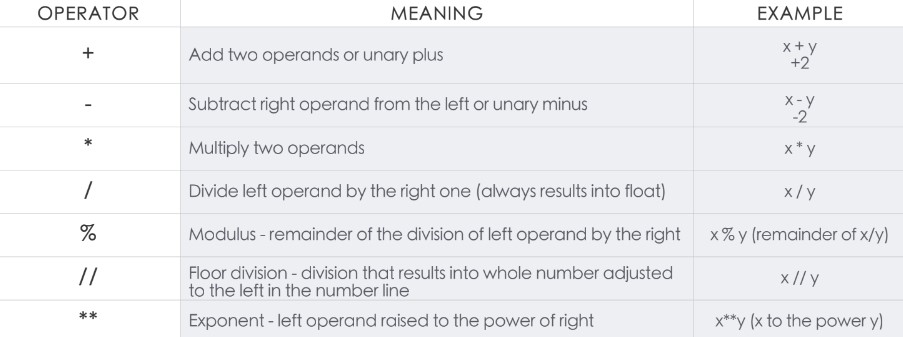 OPERATOR MEANING EXAMPLE
+ Add two operands or unary plus x + y
+2
- Subtract right operand from the left or unary minus x - y
-2
* Multiply two operands x * y
/ Divide left operand by the right one (always results into float) x / y
% Modulus - remainder of the division of left operand by the right x % y (remainder of x/y)
// Floor division - division that results into whole number adjusted
to the left in the number line x // y
** Exponent - left operand raised to the power of right x**y (x to the power y)